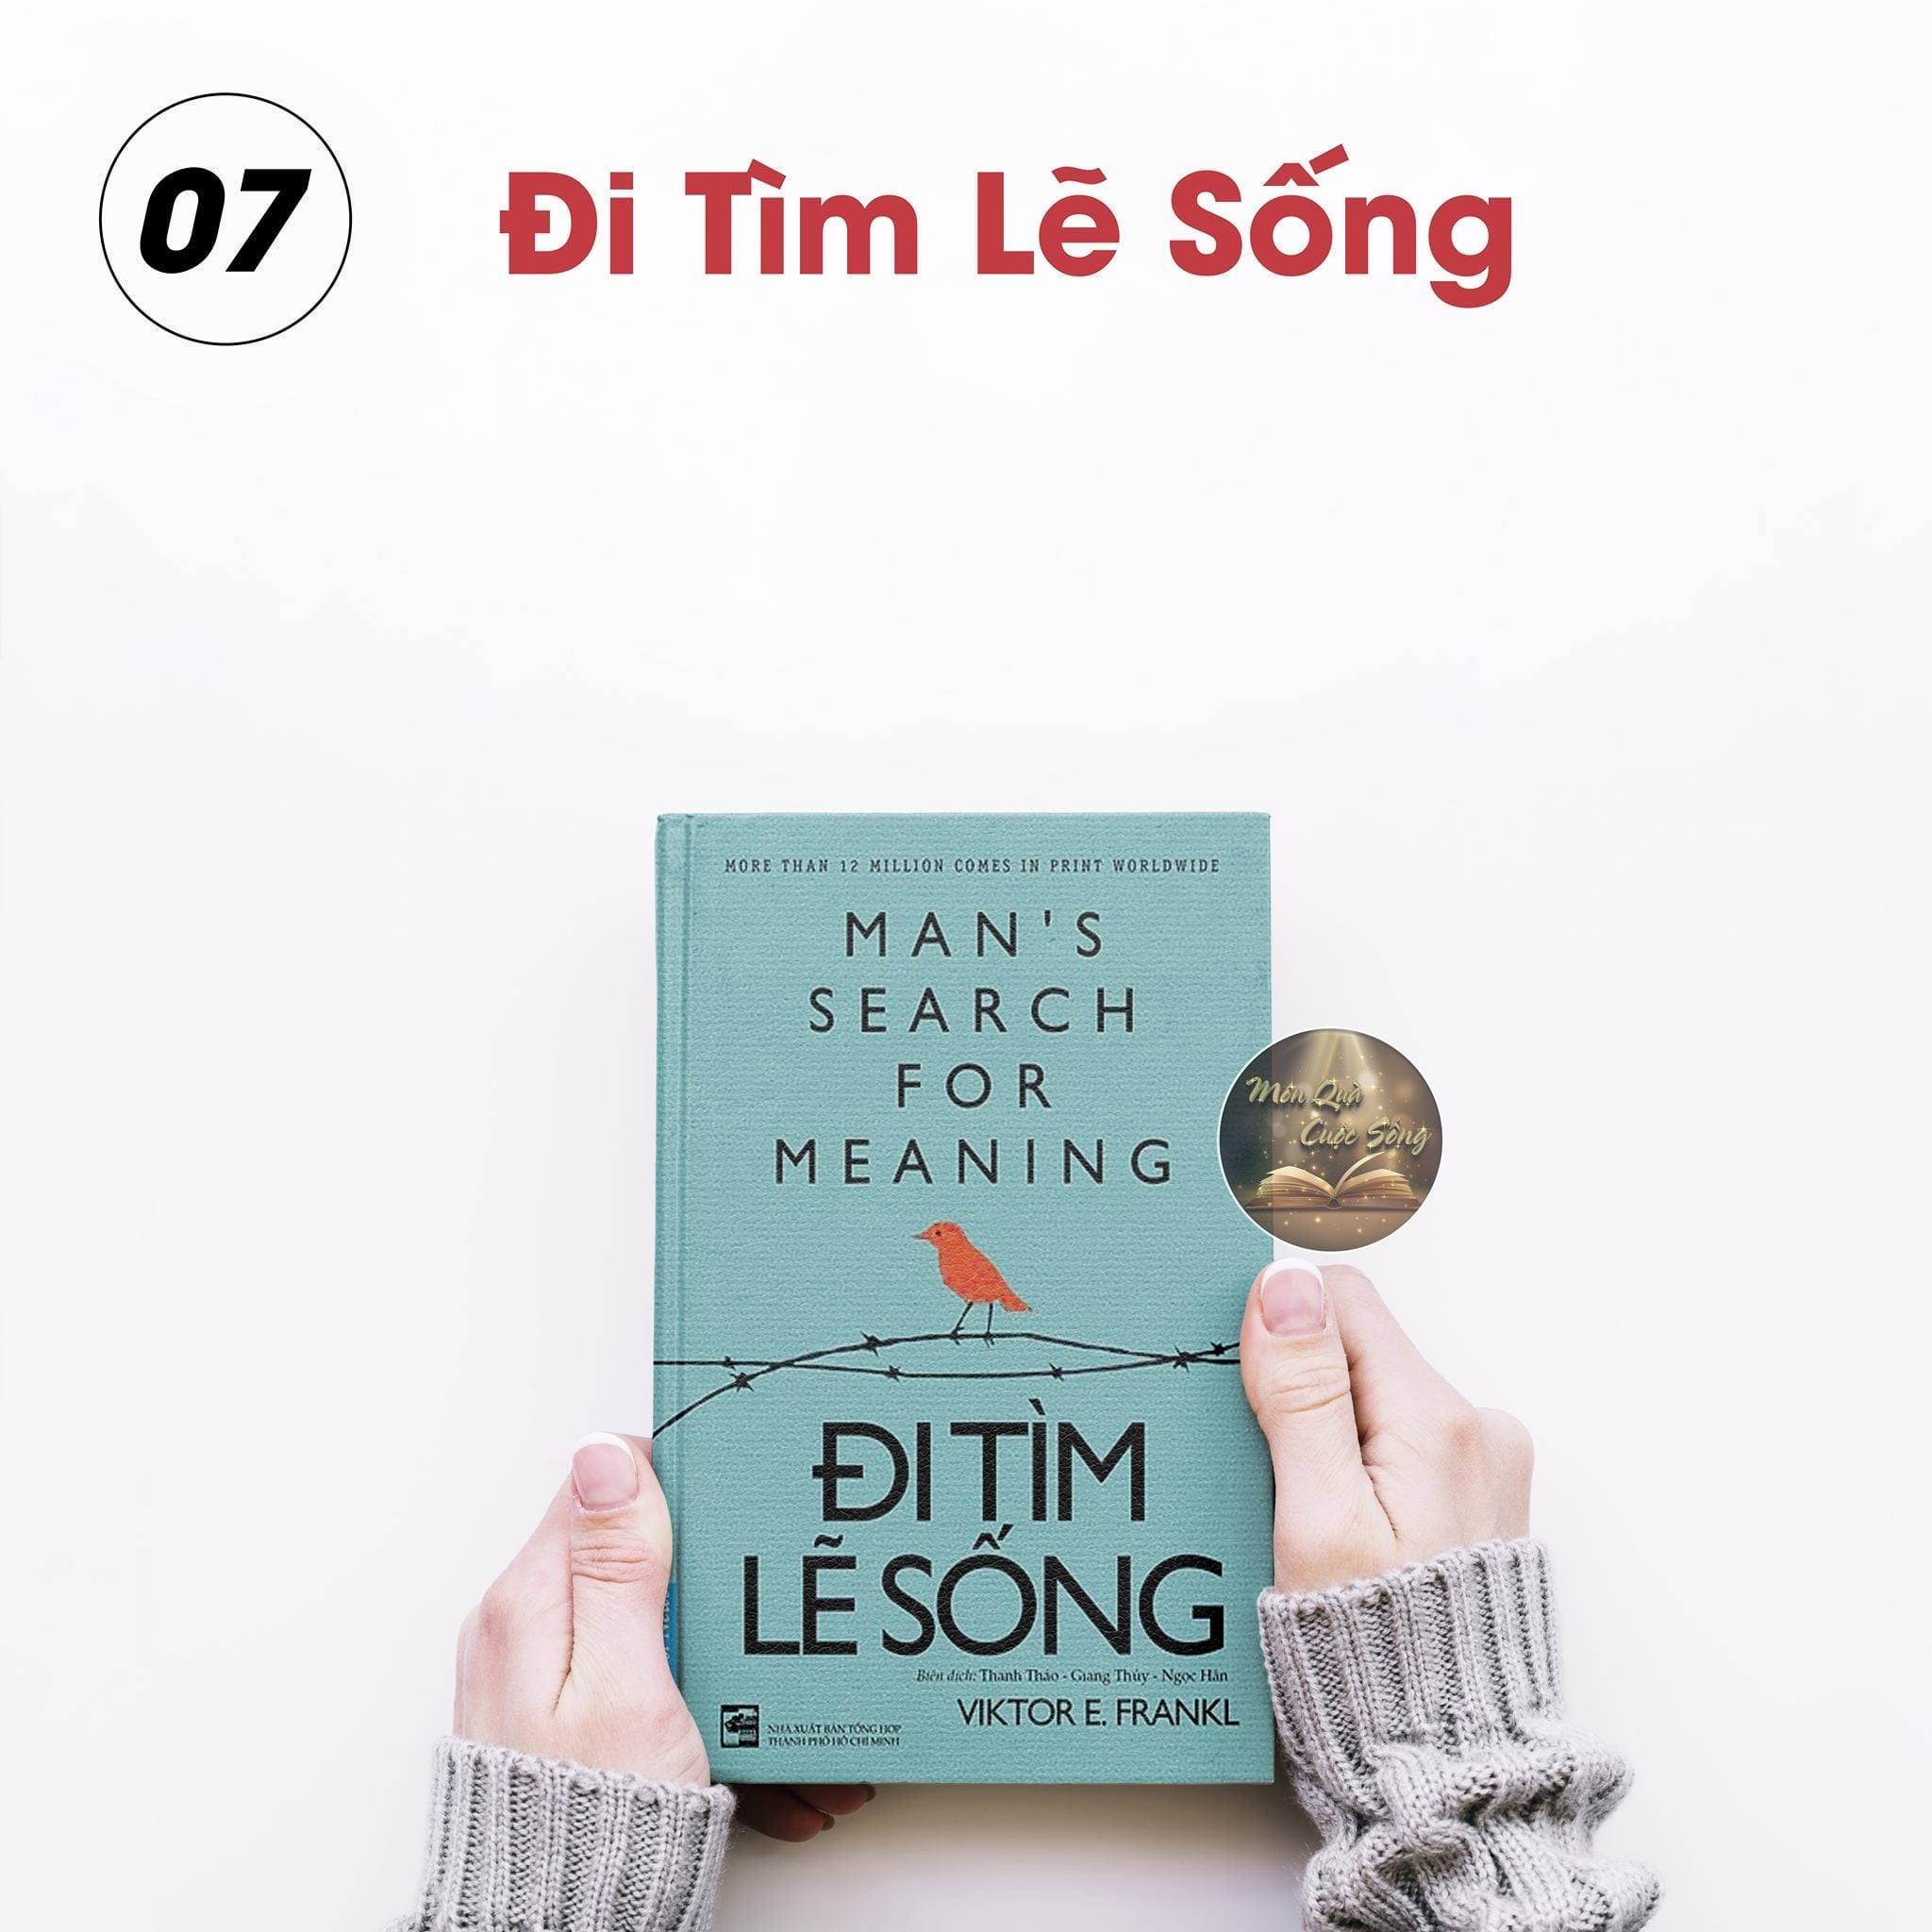 07
Đi Tìm Lẽ Sống
MORE THAN 12 MILLION COMES IN PRINT WORLDWIDE
MAN'S
SEARCH
FOR
MEANING
Món Quà
Cuộc Sống
ĐI TÌM
LẼ SỐNG
Biên dịch: Thanh Thảo - Giang Thủy - Ngọc Hân
VIKTOR E. FRANKL
NHÀ XUẤT BẢN TỔNG HỢP
THÀNH PHỐ HỒ CHÍ MINH